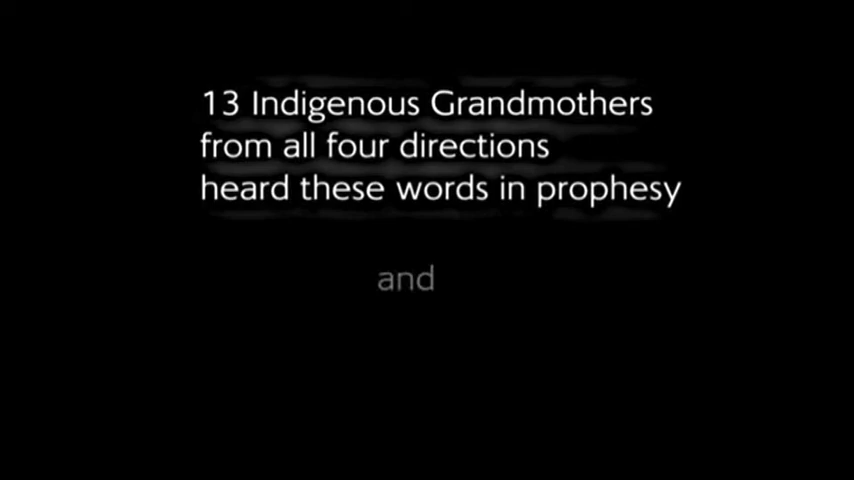 13 Indigenous Grandmothers
from all four directions
heard these words in prophesy
and